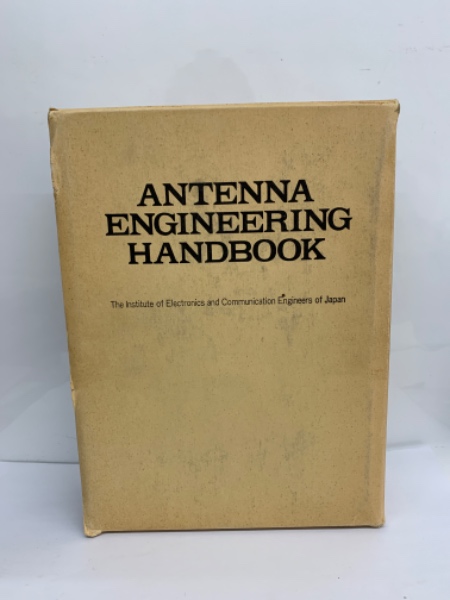 ANTENNA
ENGINEERING
HANDBOOK
The Institute of Electronics and Communication Engineers of Japan